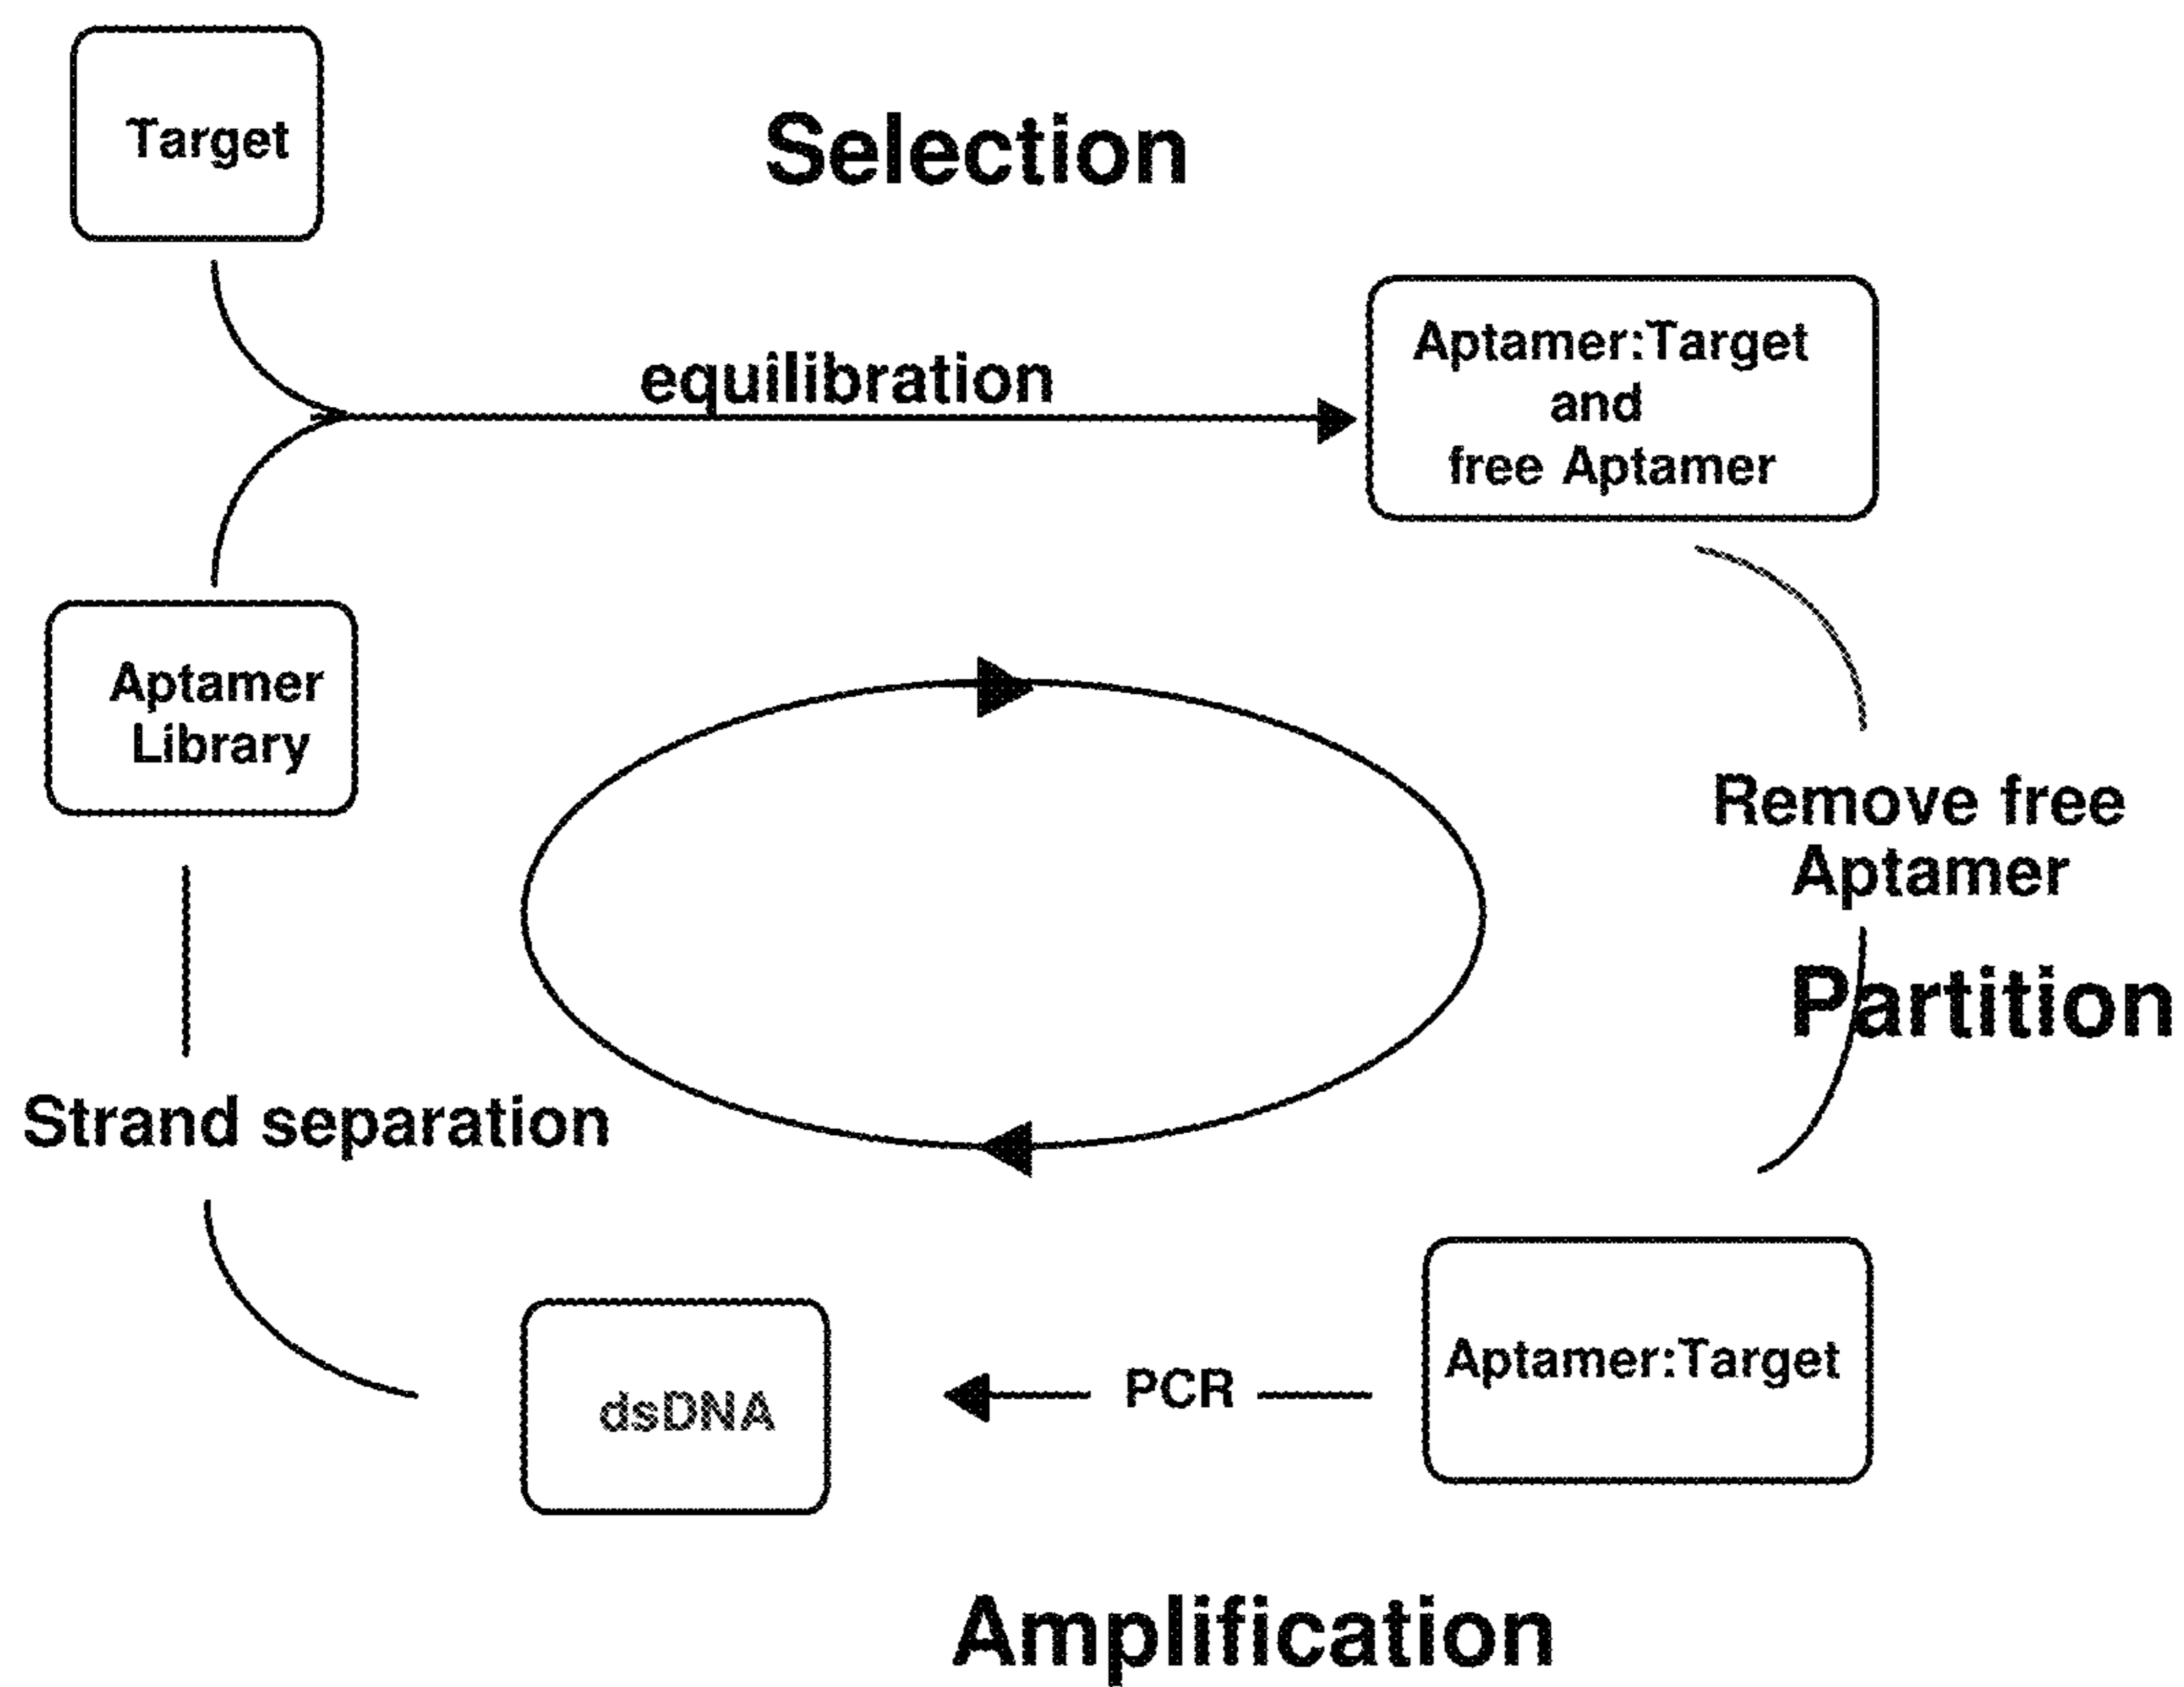 Target
Selection
equilibration
Aptamer:Target
and
free Aptamer
Aptamer
Library
Remove free
Aptamer
Partition
Strand separation
Aptamer:Target
PCR
dsDNA
Amplification